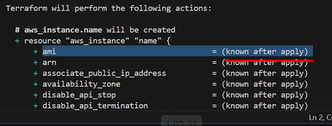 Terraform will perform the following actions:
# aws_instance.name will be created
+ resource "aws_instance" "name" {
+ ami = (known after apply)
+ arn = (known after apply)
+ associate_public_ip_address = (known after apply)
+ availability_zone = (known after apply)
+ disable_api_stop = (known after apply)
+ disable_api_termination = (known after apply)
Ln 2, C